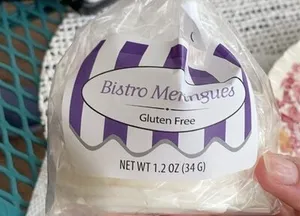 Bistro Meringues
Gluten Free
NET WT 1.2 OZ (34 G)